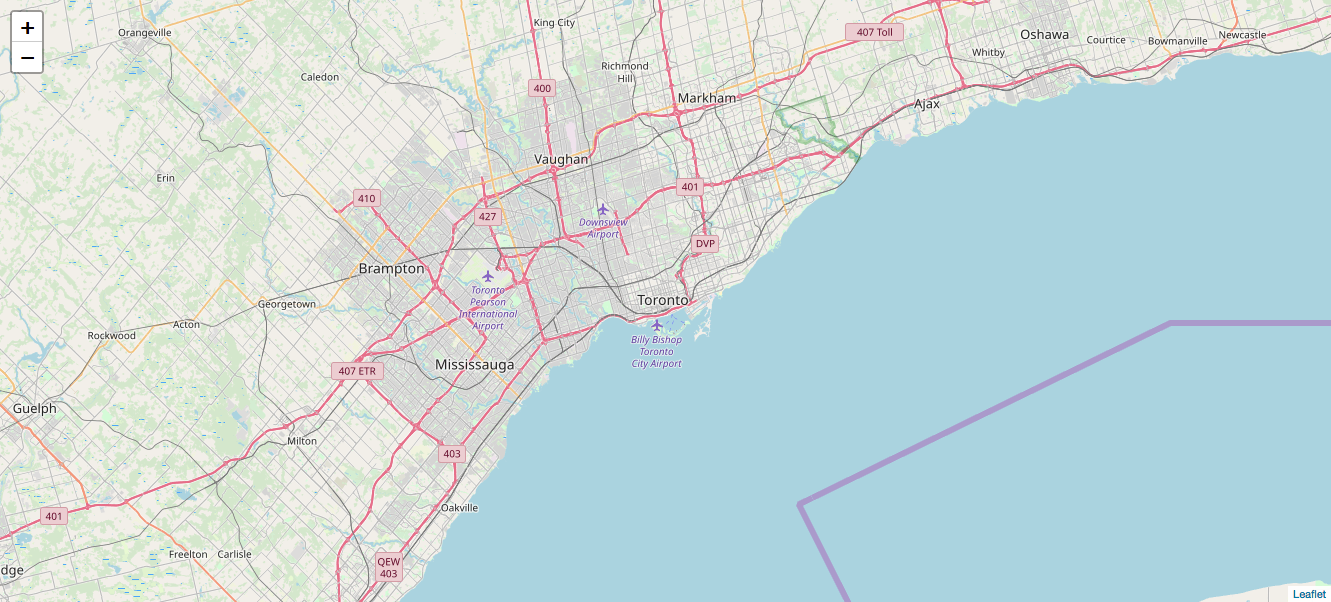 +
−
Orangeville
King City
407 Toll
Oshawa
Courtice
Bowmanville
Newcastle
Whitby
Caledon
Richmond
Hill
400
Markham
Ajax
Vaughan
Erin
401
410
427
Downsview
Airport
DVP
Brampton
Toronto
Pearson
International
Airport
Toronto
Georgetown
Acton
Rockwood
Billy Bishop
Toronto
City Airport
Mississauga
407 ETR
Guelph
Milton
403
Oakville
401
Freelton
Carlisle
QEW
403
dge
Leaflet